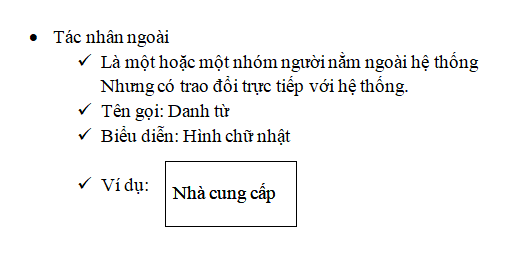 • Tác nhân ngoài
✓ Là một hoặc một nhóm người nằm ngoài hệ thống
Nhưng có trao đổi trực tiếp với hệ thống.
✓ Tên gọi: Danh từ
✓ Biểu diễn: Hình chữ nhật
✓ Ví dụ: Nhà cung cấp